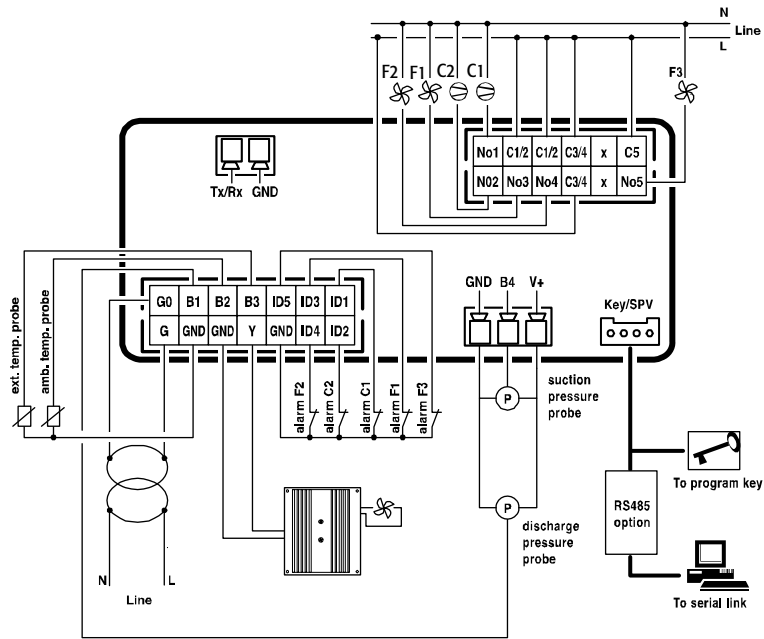 N
Line
L
F2 F1 C2 C1 F3
No1 C1/2 C1/2 C3/4 x C5
N02 No3 No4 C3/4 x No5
Tx/Rx GND
G0 B1 B2 B3 ID5 ID3 ID1
G GND GND Y GND ID4 ID2
GND B4 V+
Key/SPV
ext. temp. probe
amb. temp. probe
alarm F2
alarm C2
alarm C1
alarm F1
alarm F3
P
suction
pressure
probe
P
discharge
pressure
probe
RS485
option
To program key
To serial link
N L
Line